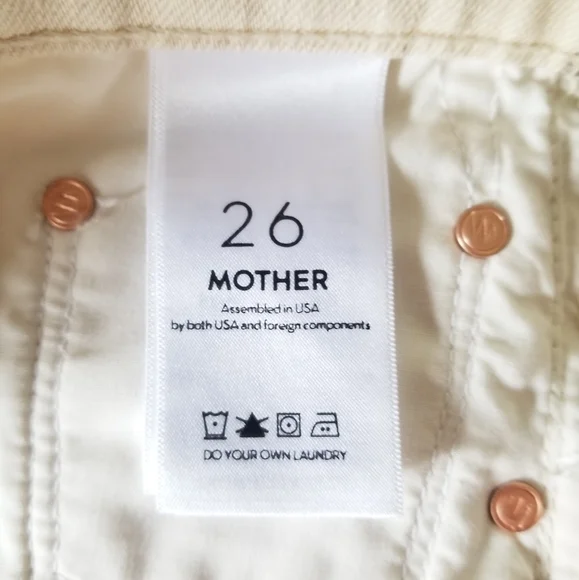 26
MOTHER
Assembled in USA
by both USA and foreign components
DO YOUR OWN LAUNDRY